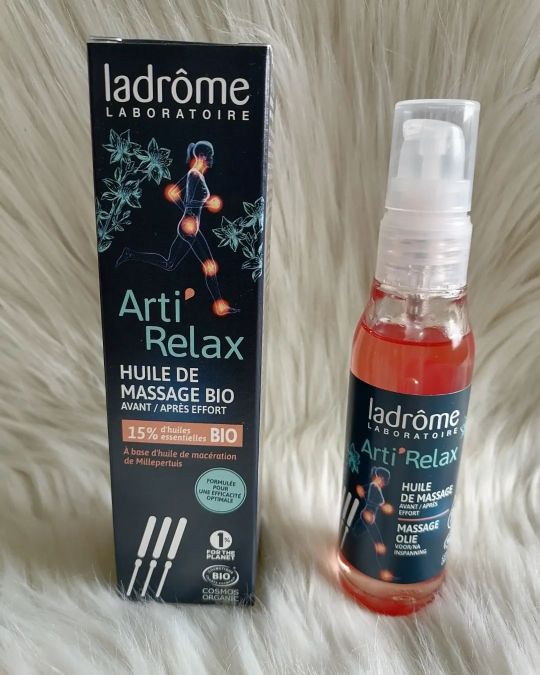 ladrôme
LABORATOIRE
Arti'
Relax
HUILE DE
MASSAGE BIO
AVANT / APRÈS EFFORT
15% d'huiles
essentielles BIO
À base d'huile de macération
de Millepertuis
FORMULÉE
POUR
UNE EFFICACITÉ
OPTIMALE
1%
FOR THE
PLANET
BIO
COSMOS
ORGANIC
ladrôme
LABORATOIRE
Arti'Relax
HUILE
DE MASSAGE
AVANT / APRÈS
EFFORT
MASSAGE
OLIE
VOOR/NA
INSPANNING